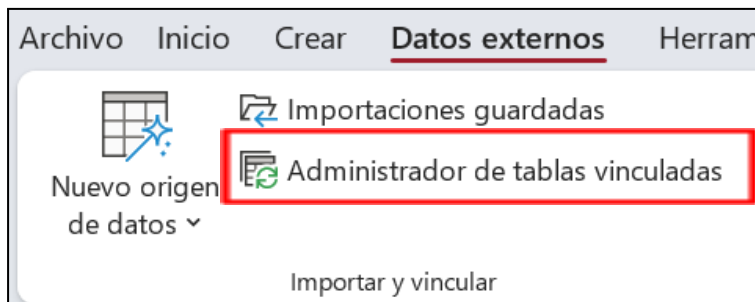 Archivo Inicio Crear Datos externos Herram
Importaciones guardadas
Administrador de tablas vinculadas
Nuevo origen
de datos
Importar y vincular